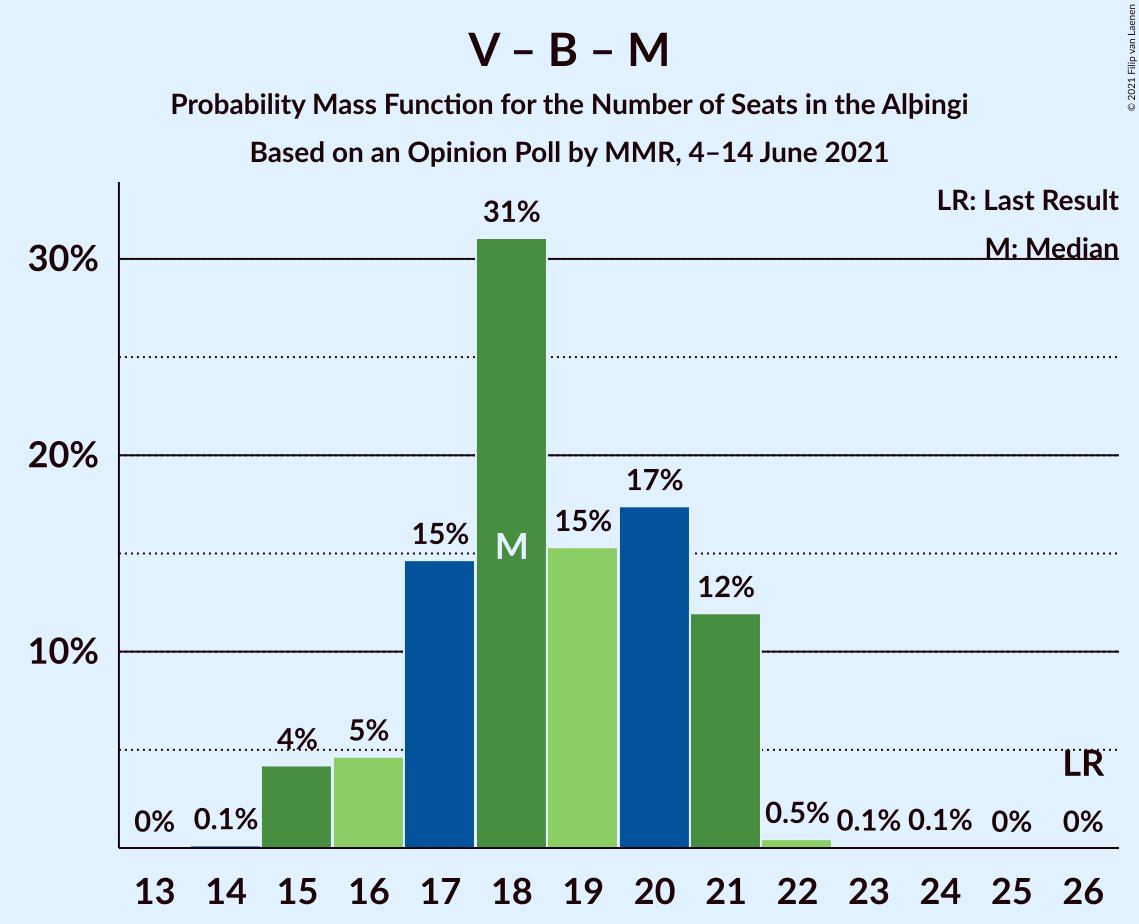 V – B – M
Probability Mass Function for the Number of Seats in the Alþingi
Based on an Opinion Poll by MMR, 4–14 June 2021
© 2021 Filip van Laenen
LR: Last Result
M: Median
30%
20%
10%
0%
0.1%
4%
5%
15%
31%
M
15%
17%
12%
0.5%
0.1%
0.1%
0%
LR
0%
13 14 15 16 17 18 19 20 21 22 23 24 25 26